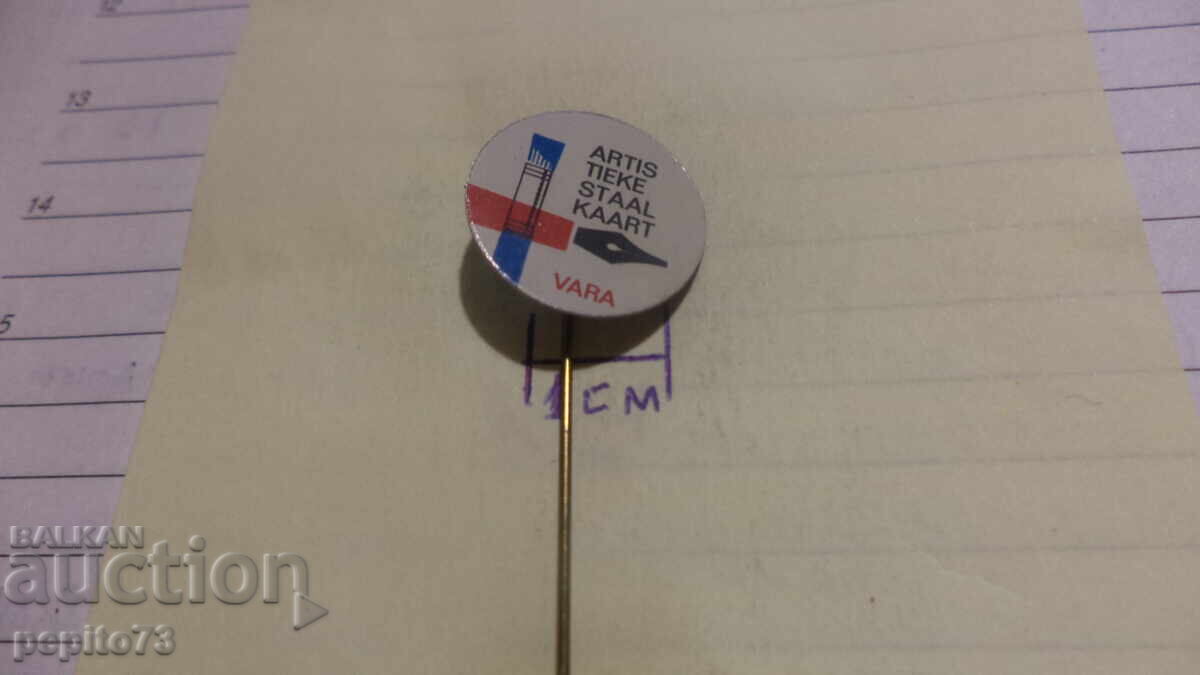 12
13
14
5
ARTIS
TIEKE
STAAL
KAART
VARA
1 CM
BALKAN
auction
pepito73